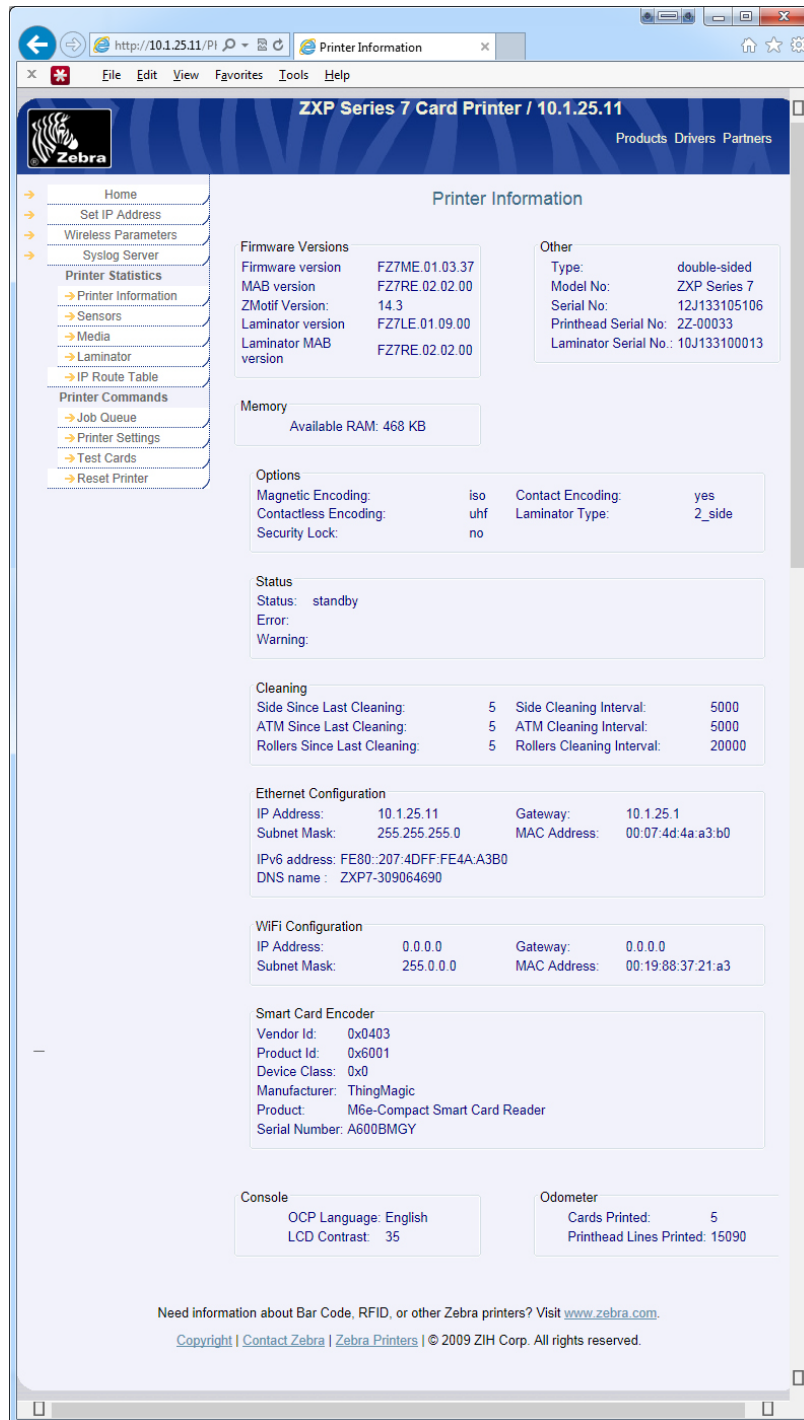 http://10.1.25.11/Pl
Printer Information
File Edit View Favorites Tools Help
ZXP Series 7 Card Printer / 10.1.25.11
Products Drivers Partners
Zebra
Home
Set IP Address
Wireless Parameters
Syslog Server
Printer Statistics
Printer Information
Sensors
Media
Laminator
IP Route Table
Printer Commands
Job Queue
Printer Settings
Test Cards
Reset Printer
Printer Information
Firmware Versions
Firmware version FZ7ME.01.03.37
MAB version FZ7RE.02.02.00
ZMotif Version: 14.3
Laminator version FZ7LE.01.09.00
Laminator MAB version FZ7RE.02.02.00
Other
Type: double-sided
Model No: ZXP Series 7
Serial No: 12J133105106
Printhead Serial No: 2Z-00033
Laminator Serial No.: 10J133100013
Memory
Available RAM: 468 KB
Options
Magnetic Encoding: iso Contact Encoding: yes
Contactless Encoding: uhf Laminator Type: 2_side
Security Lock: no
Status
Status: standby
Error:
Warning:
Cleaning
Side Since Last Cleaning: 5 Side Cleaning Interval: 5000
ATM Since Last Cleaning: 5 ATM Cleaning Interval: 5000
Rollers Since Last Cleaning: 5 Rollers Cleaning Interval: 20000
Ethernet Configuration
IP Address: 10.1.25.11 Gateway: 10.1.25.1
Subnet Mask: 255.255.255.0 MAC Address: 00:07:4d:4a:a3:b0
IPv6 address: FE80::207:4DFF:FE4A:A3B0
DNS name : ZXP7-309064690
WiFi Configuration
IP Address: 0.0.0.0 Gateway: 0.0.0.0
Subnet Mask: 255.0.0.0 MAC Address: 00:19:88:37:21:a3
Smart Card Encoder
Vendor Id: 0x0403
Product Id: 0x6001
Device Class: 0x0
Manufacturer: ThingMagic
Product: M6e-Compact Smart Card Reader
Serial Number: A600BMGY
Console
OCP Language: English
LCD Contrast: 35
Odometer
Cards Printed: 5
Printhead Lines Printed: 15090
Need information about Bar Code, RFID, or other Zebra printers? Visit www.zebra.com.
Copyright | Contact Zebra | Zebra Printers | © 2009 ZIH Corp. All rights reserved.